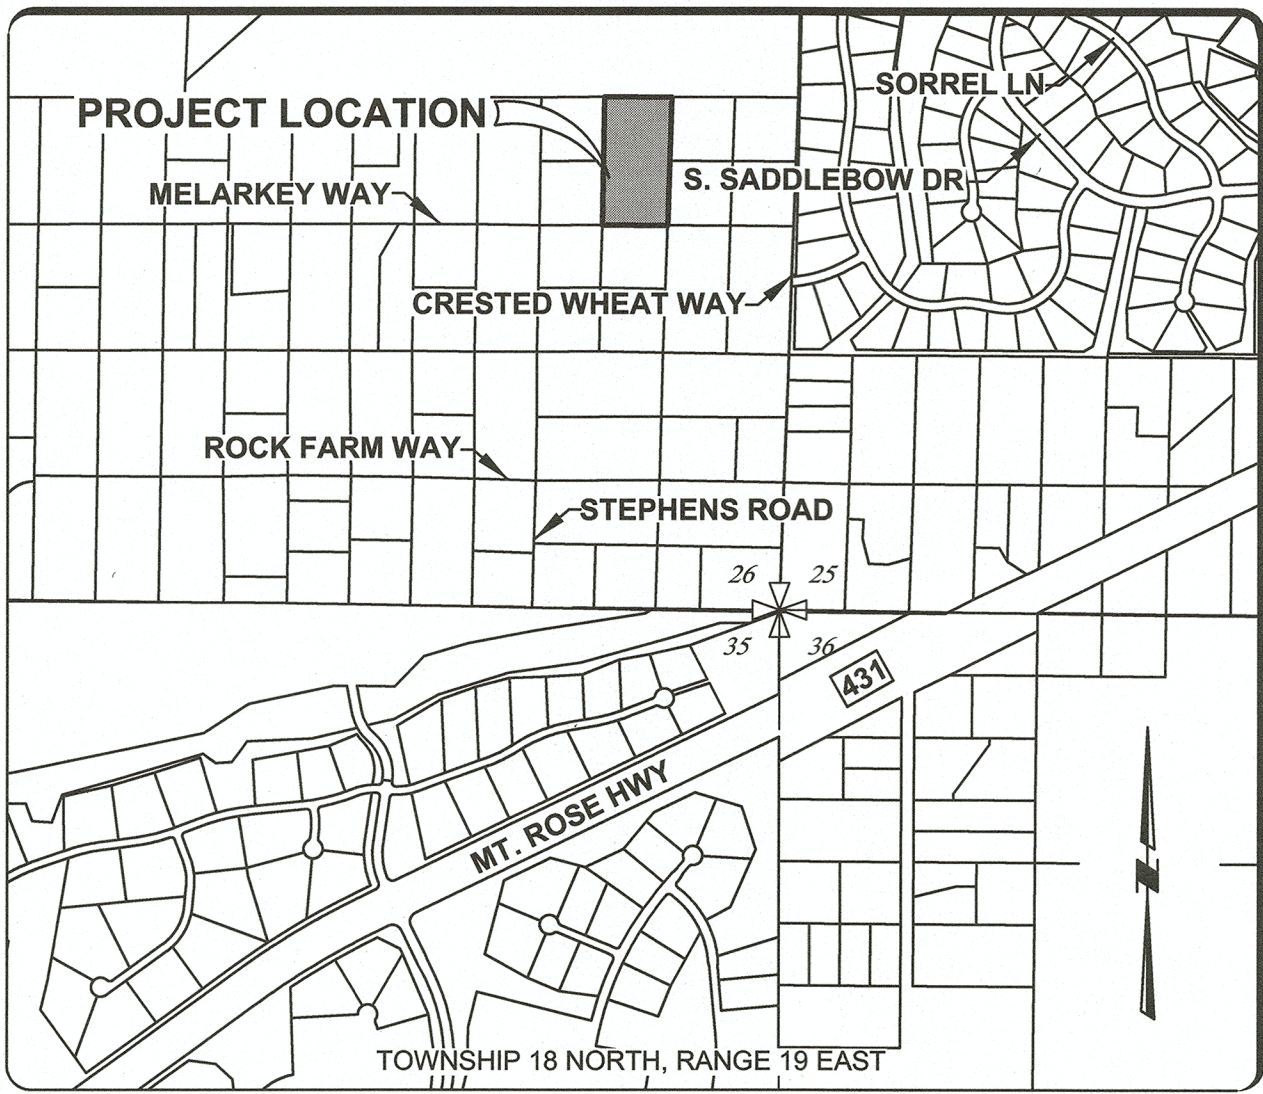 SORREL LN
PROJECT LOCATION
S. SADDLEBOW DR
MELARKEY WAY
CRESTED WHEAT WAY
ROCK FARM WAY
STEPHENS ROAD
26 25
35 36
431
MT. ROSE HWY
N
TOWNSHIP 18 NORTH, RANGE 19 EAST